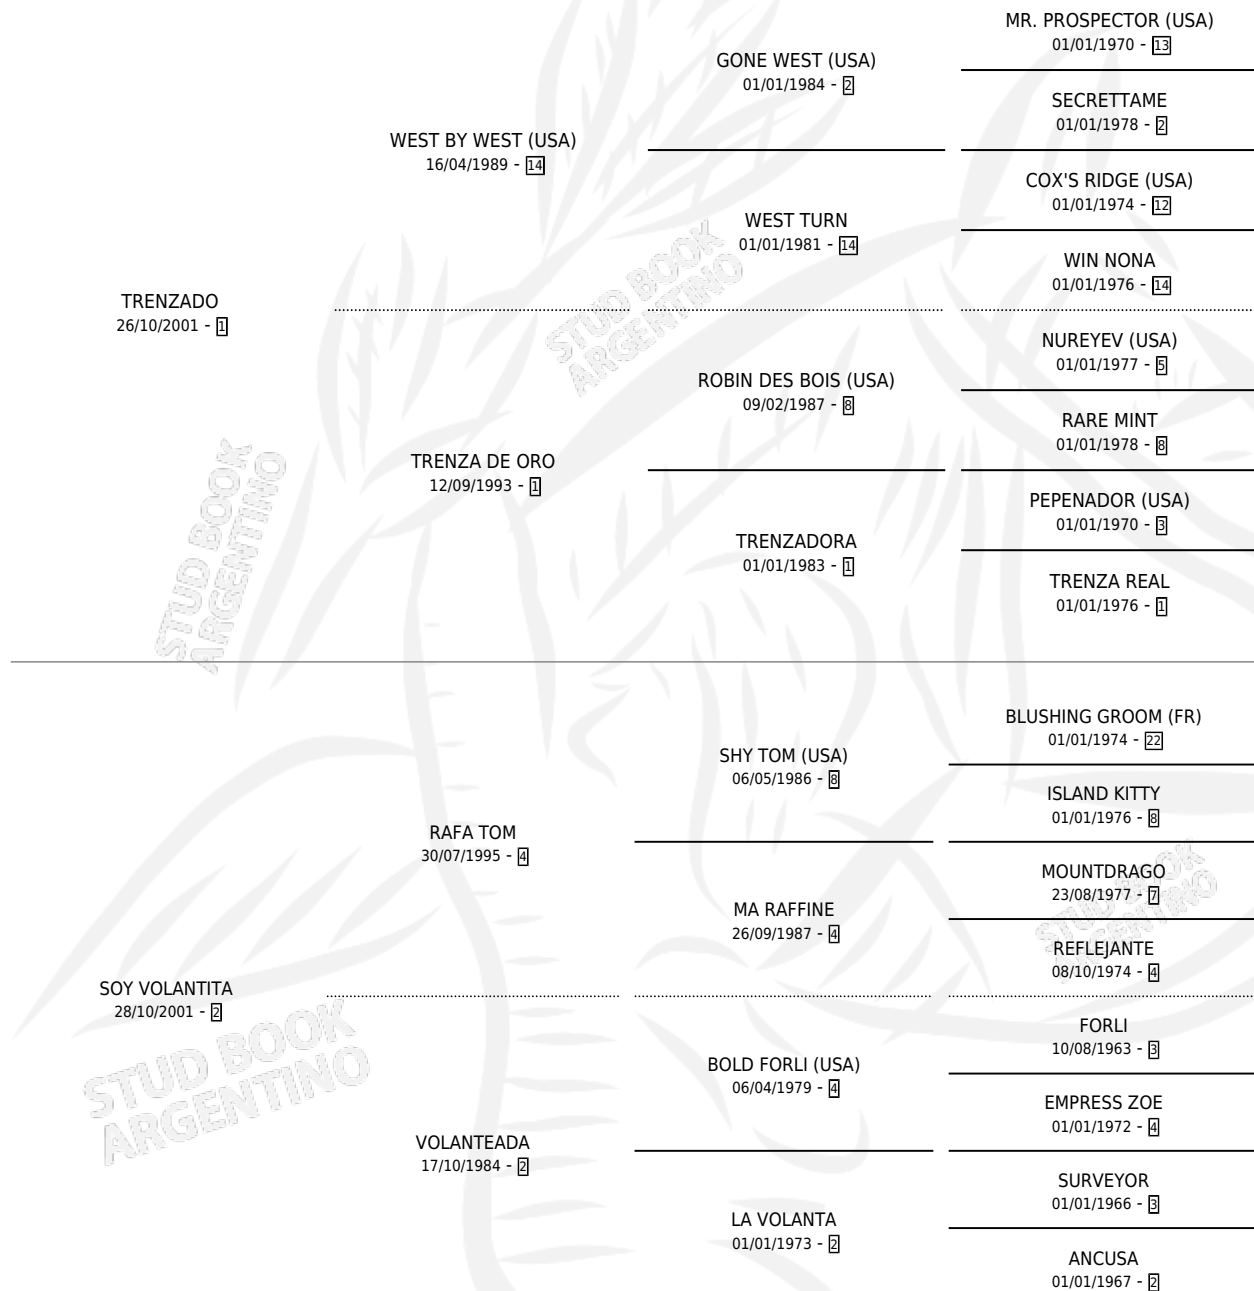 MR. PROSPECTOR (USA)
01/01/1970 - 13
GONE WEST (USA)
01/01/1984 - 2
SECRETTAME
01/01/1978 - 2
WEST BY WEST (USA)
16/04/1989 - 14
COX'S RIDGE (USA)
01/01/1974 - 12
WEST TURN
01/01/1981 - 14
WIN NONA
01/01/1976 - 14
TRENZADO
26/10/2001 - 1
NUREYEV (USA)
01/01/1977 - 5
ROBIN DES BOIS (USA)
09/02/1987 - 8
RARE MINT
01/01/1978 - 8
TRENZA DE ORO
12/09/1993 - 1
PEPENADOR (USA)
01/01/1970 - 3
TRENZADORA
01/01/1983 - 1
TRENZA REAL
01/01/1976 - 1
BLUSHING GROOM (FR)
01/01/1974 - 22
SHY TOM (USA)
06/05/1986 - 8
ISLAND KITTY
01/01/1976 - 8
RAFA TOM
30/07/1995 - 4
MOUNTDRAGO
23/08/1977 - 7
MA RAFFINE
26/09/1987 - 4
REFLEJANTE
08/10/1974 - 4
SOY VOLANTITA
28/10/2001 - 2
FORLI
10/08/1963 - 3
BOLD FORLI (USA)
06/04/1979 - 4
EMPRESS ZOE
01/01/1972 - 4
VOLANTEADA
17/10/1984 - 2
SURVEYOR
01/01/1966 - 3
LA VOLANTA
01/01/1973 - 2
ANCUSA
01/01/1967 - 2
STUD BOOK
ARGENTINO
STUD BOOK
ARGENTINO
STUD BOOK
ARGENTINO
STUD BOOK
ARGENTINO